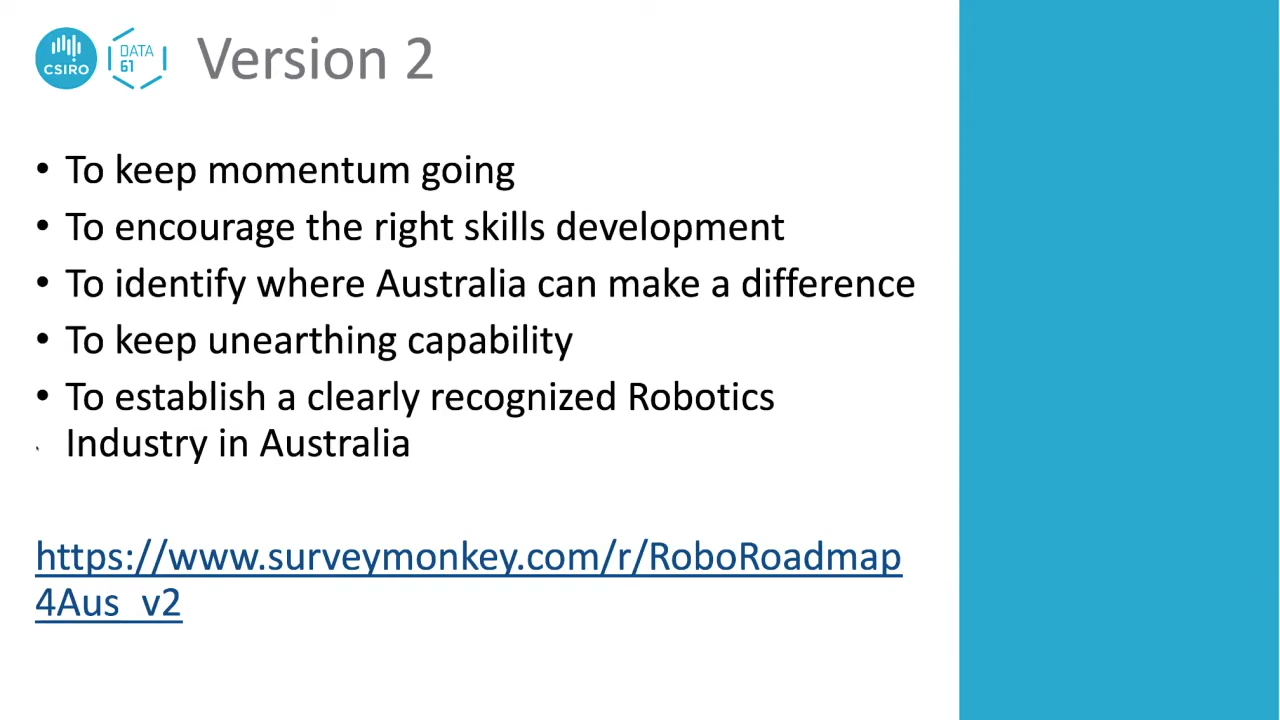 CSIRO
DATA
61
Version 2
• To keep momentum going
• To encourage the right skills development
• To identify where Australia can make a difference
• To keep unearthing capability
• To establish a clearly recognized Robotics
Industry in Australia
https://www.surveymonkey.com/r/RoboRoadmap
4Aus_v2